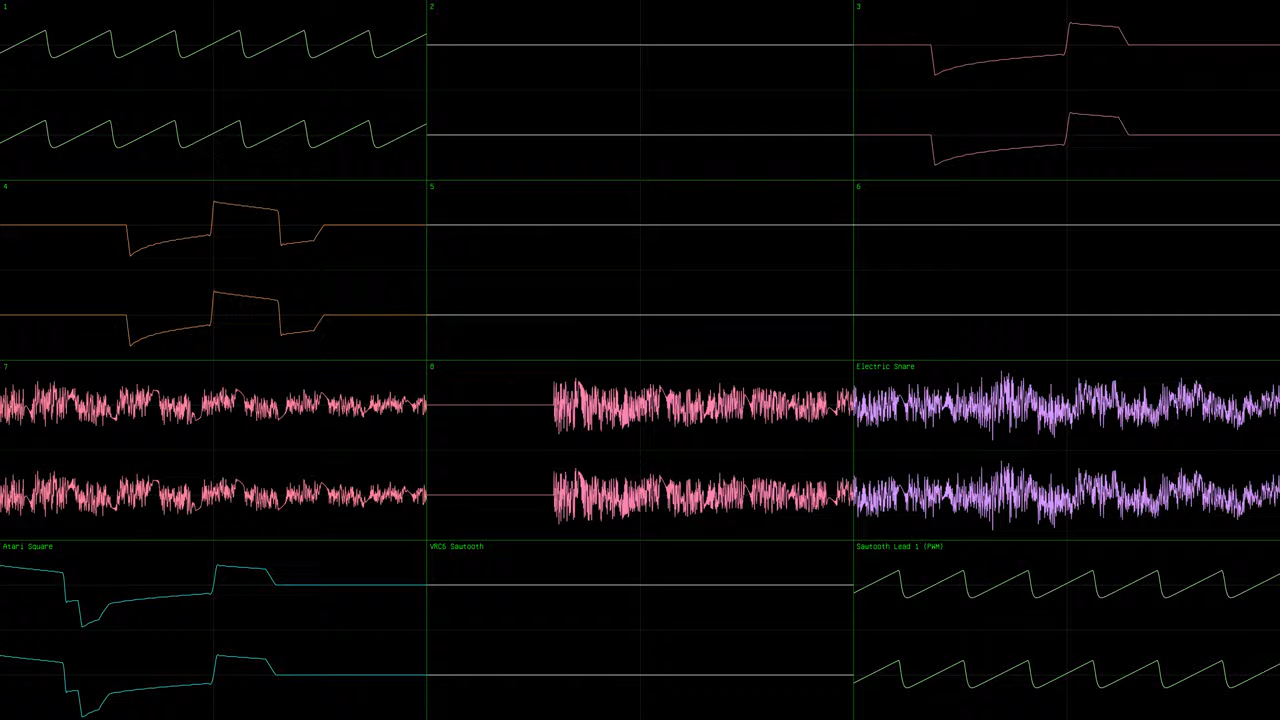 1
2
3
4
5
6
7
8
Electric Snare
Atari Square
VRC6 Sawtooth
Sawtooth Lead 1 (PWM)